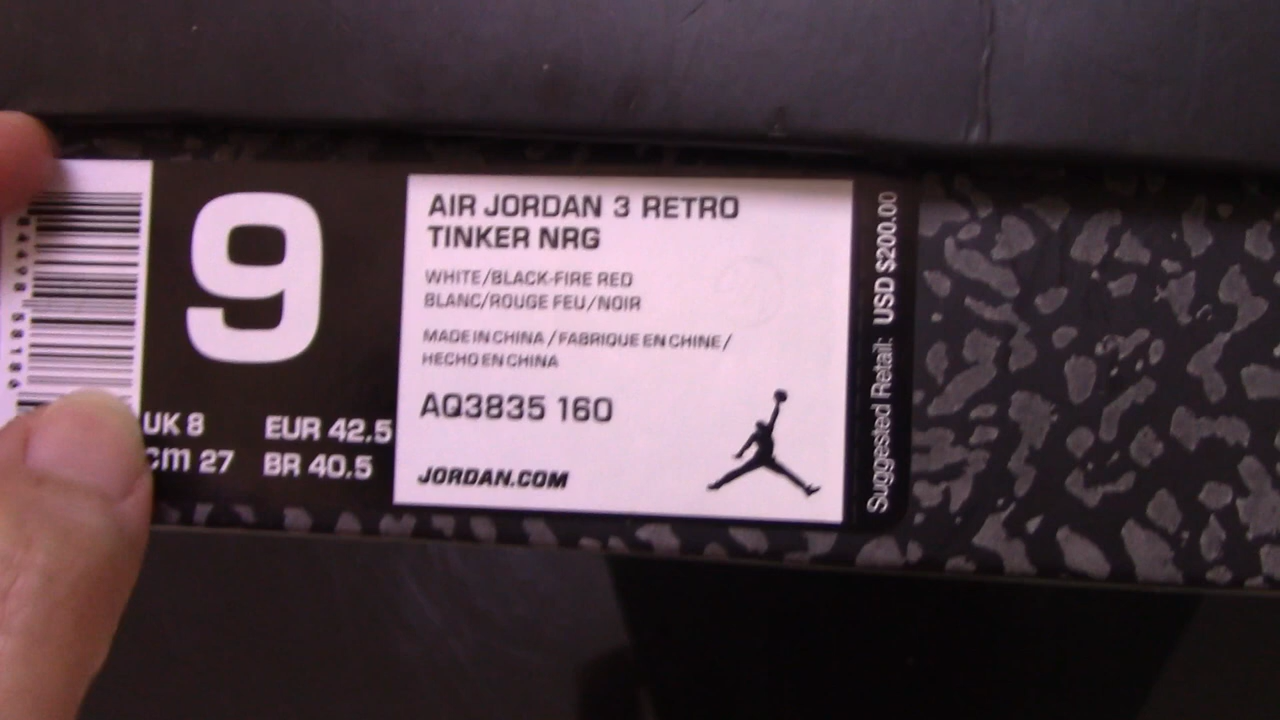 9
UK 8 EUR 42.5
cm 27 BR 40.5
AIR JORDAN 3 RETRO
TINKER NRG
WHITE/BLACK-FIRE RED
BLANC/ROUGE FEU/NOIR
MADE IN CHINA / FABRIQUE EN CHINE /
HECHO EN CHINA
AQ3835 160
JORDAN.COM
Suggested Retail: USD $200.00